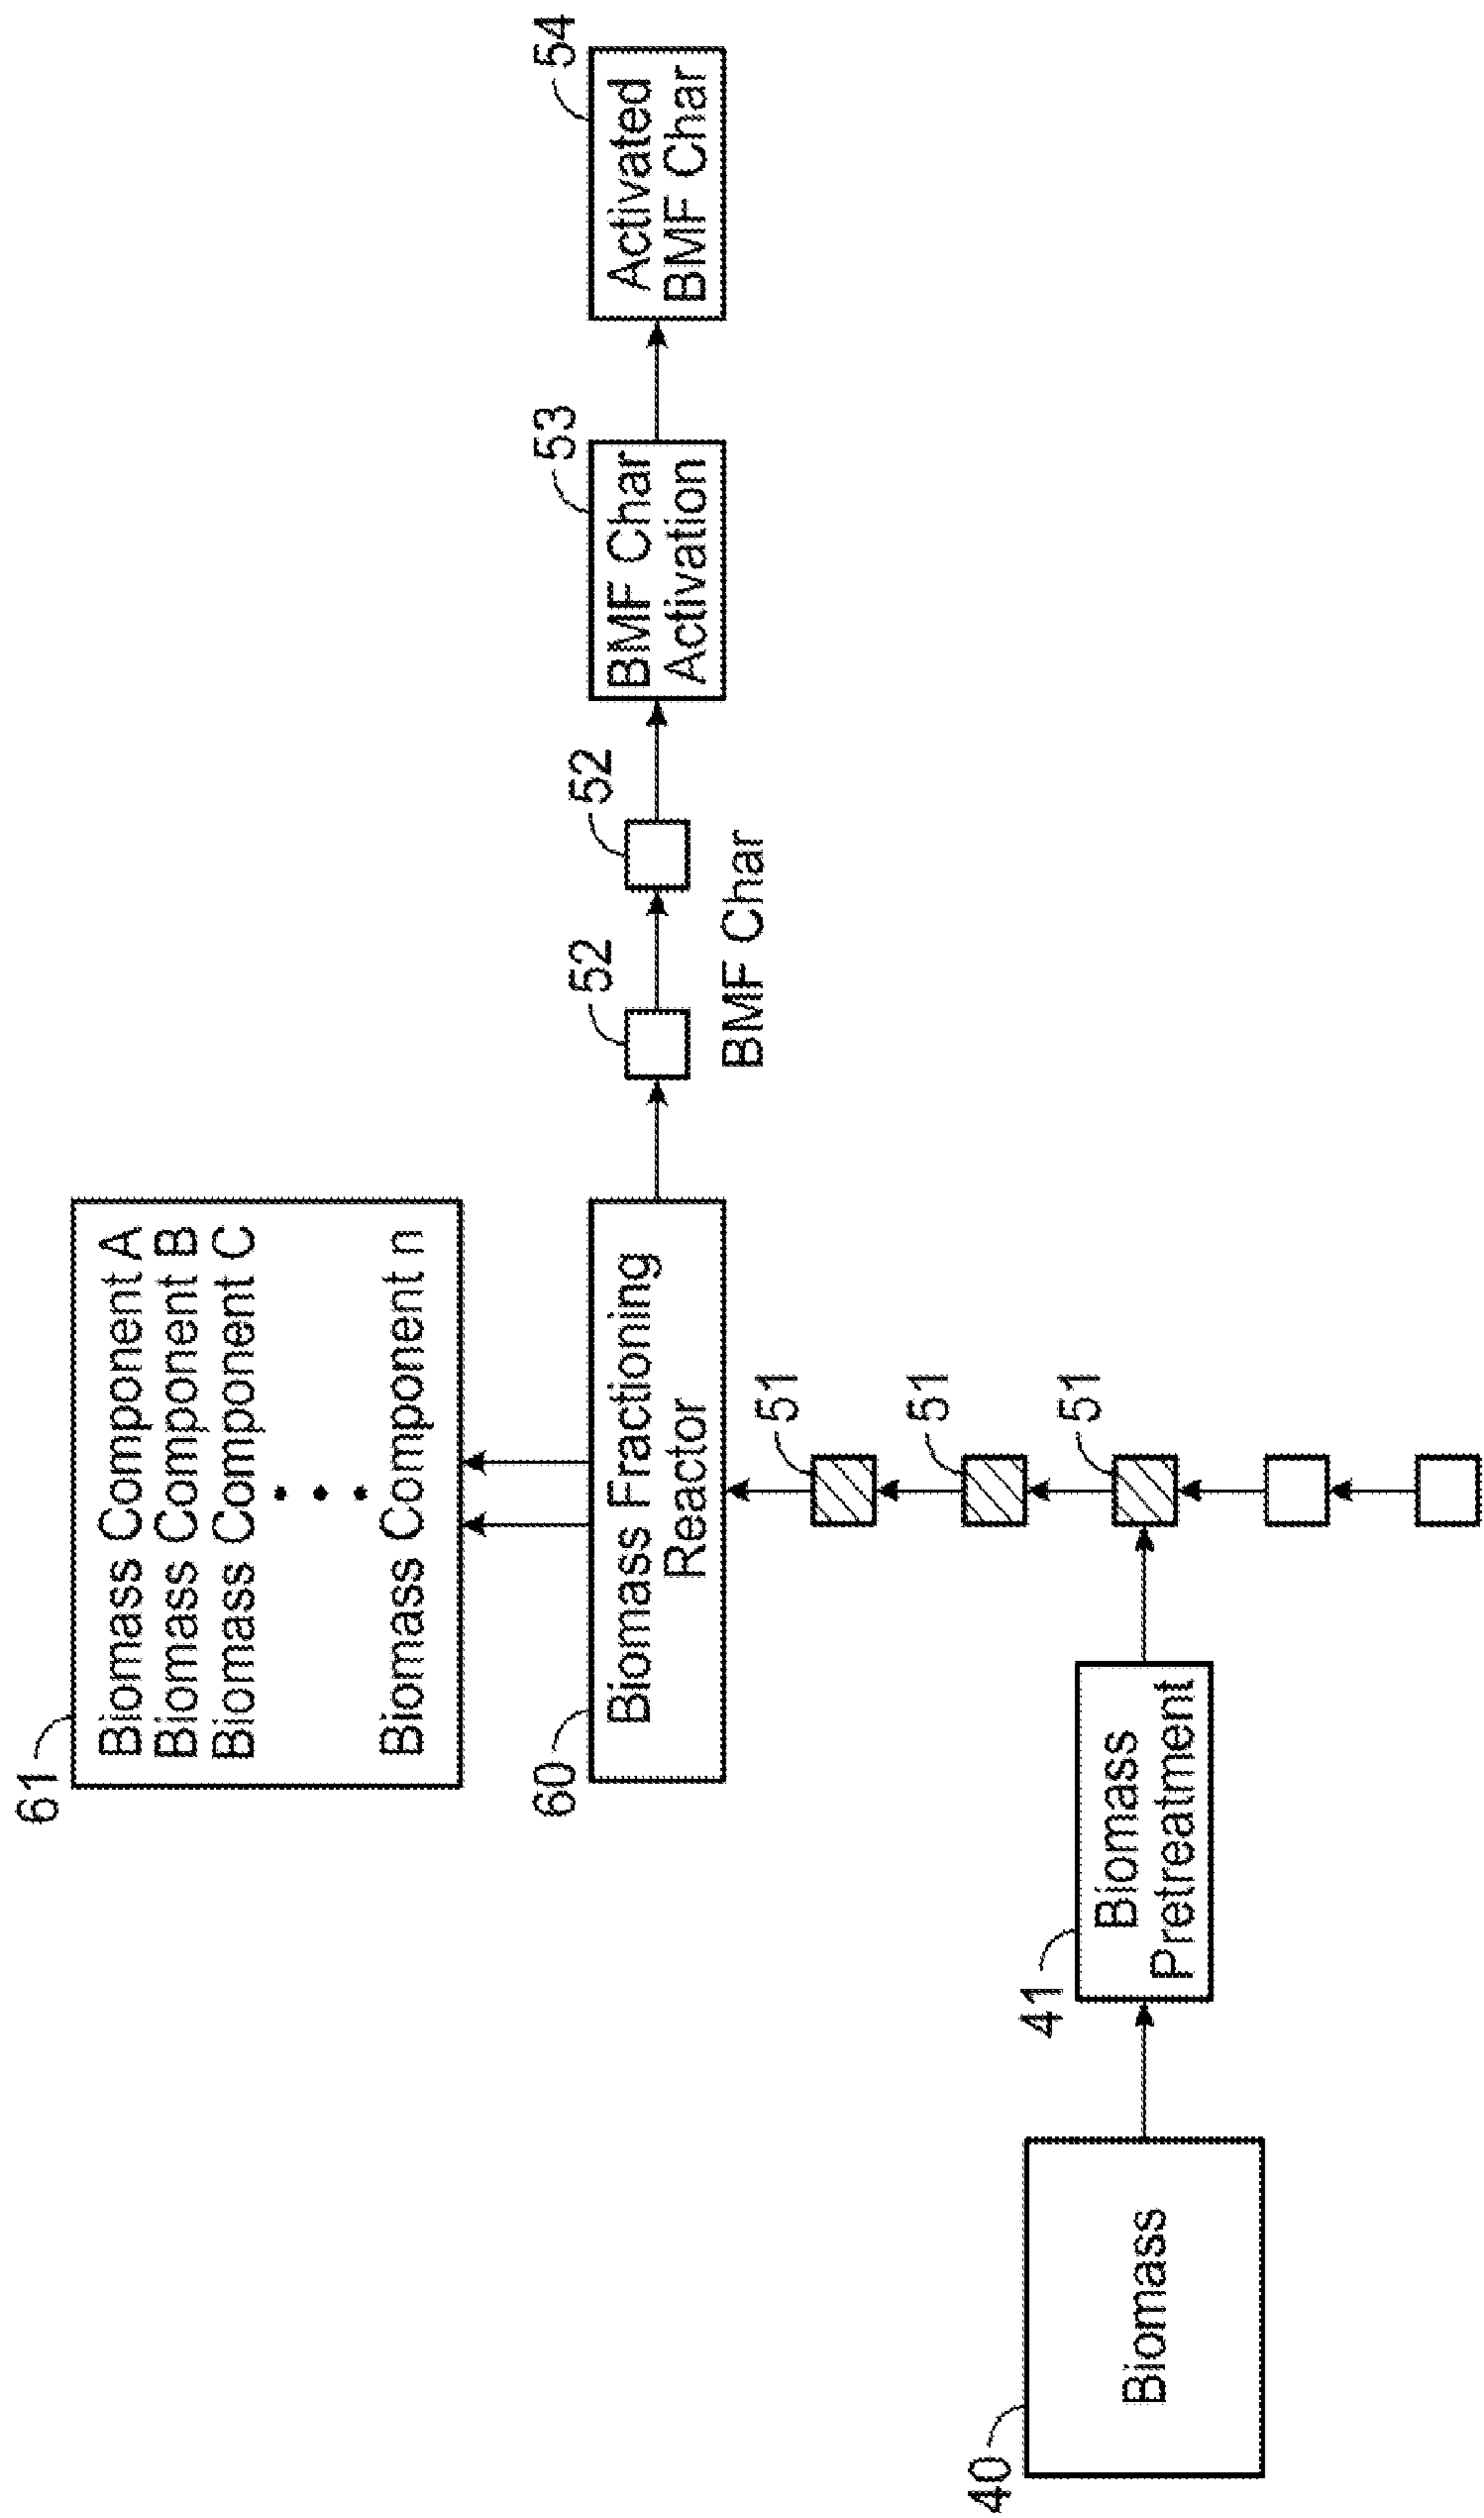 61
Biomass Component A
Biomass Component B
Biomass Component C
Biomass Component n
60
Biomass Fractioning
Reactor
52
52
BMF Char
53
BMF Char
Activation
54
Activated
BMF Char
51
51
51
41
Biomass
Pretreatment
40
Biomass